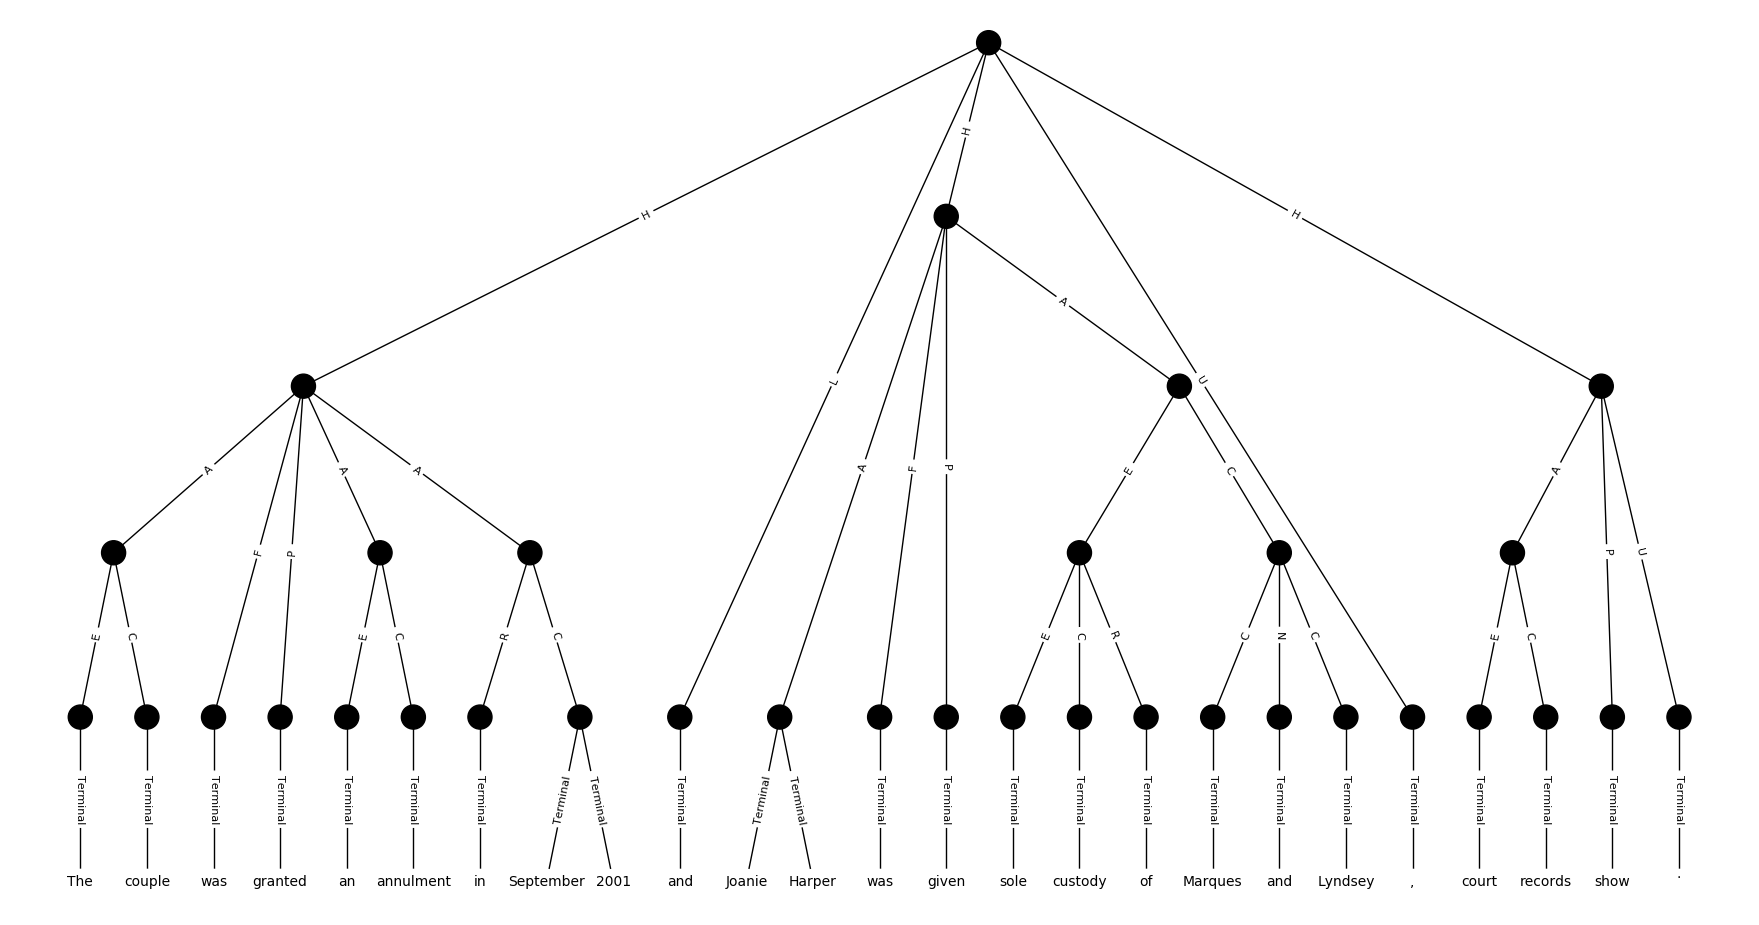 H
H
H
A
L
U
A
A
A
A
F
P
E
C
A
F
P
A
P
U
E
C
E
C
R
C
E
C
R
C
N
C
E
C
Terminal Terminal Terminal Terminal Terminal Terminal Terminal Terminal Terminal Terminal Terminal Terminal Terminal Terminal Terminal Terminal Terminal Terminal Terminal Terminal Terminal Terminal Terminal Terminal Terminal
The couple was granted an annulment in September 2001 and Joanie Harper was given sole custody of Marques and Lyndsey , court records show .